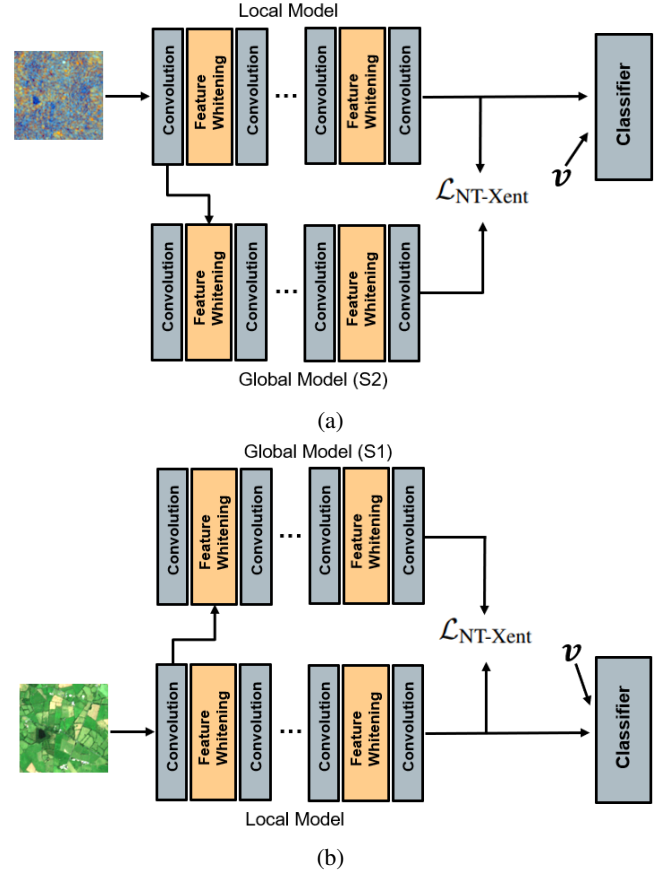 Local Model
Convolution
Feature
Whitening
Convolution
...
Convolution
Feature
Whitening
Convolution
Classifier
v
ℒNT-Xent
Convolution
Feature
Whitening
Convolution
...
Convolution
Feature
Whitening
Convolution
Global Model (S2)
(a)
Global Model (S1)
Convolution
Feature
Whitening
Convolution
...
Convolution
Feature
Whitening
Convolution
ℒNT-Xent
v
Convolution
Feature
Whitening
Convolution
...
Convolution
Feature
Whitening
Convolution
Classifier
Local Model
(b)